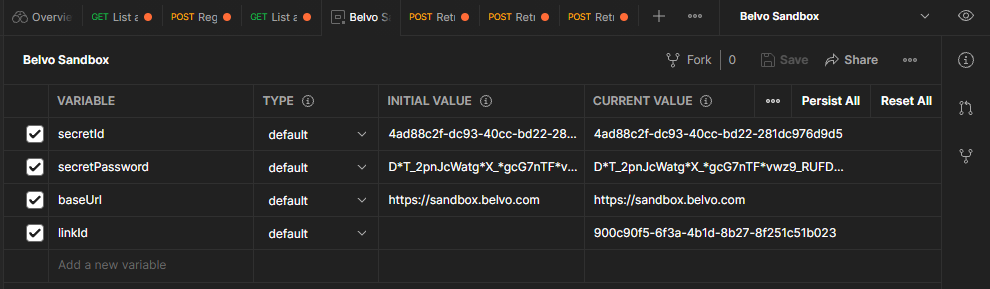 Overvie GET List a POST Reg GET List a Belvo S POST Retr POST Retr POST Retr Belvo Sandbox
Belvo Sandbox Fork 0 Save Share
VARIABLE TYPE INITIAL VALUE CURRENT VALUE Persist All Reset All
secretId default 4ad88c2f-dc93-40cc-bd22-28... 4ad88c2f-dc93-40cc-bd22-281dc976d9d5
secretPassword default D*T_2pnJcWatg*X_*gcG7nTF*v... D*T_2pnJcWatg*X_*gcG7nTF*vwz9_RUFD...
baseUrl default https://sandbox.belvo.com https://sandbox.belvo.com
linkId default 900c90f5-6f3a-4b1d-8b27-8f251c51b023
Add a new variable